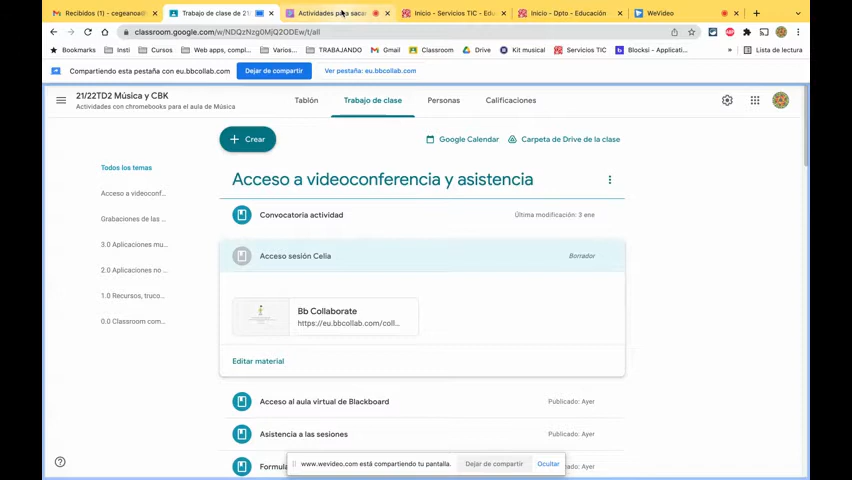 Recibidos (1) - cegeanoa@
Trabajo de clase de 21
Actividades para sacar
Inicio - Servicios TIC - Edu
Inicio - Dpto - Educación
WeVideo
classroom.google.com/w/NDQzNzg0MjQ2ODEw/t/all
Bookmarks
Cursos
Web apps, compl...
Varios...
TRABAJANDO
Gmail
Classroom
Drive
Kit musical
Servicios TIC
Blocksi - Applicati...
Lista de lectura
Compartiendo esta pestaña con eu.bbcollab.com
Dejar de compartir
Ver pestaña: eu.bbcollab.com
21/22TD2 Música y CBK
Actividades con chromebooks para el aula de Música
Tablón
Trabajo de clase
Personas
Calificaciones
Crear
Google Calendar
Carpeta de Drive de la clase
Todos los temas
Acceso a videoconf...
Grabaciones de las ...
3.0 Aplicaciones mu...
2.0 Aplicaciones no ...
1.0 Recursos, truco...
0.0 Classroom com...
Acceso a videoconferencia y asistencia
Convocatoria actividad
Última modificación: 3 ene
Acceso sesión Celia
Borrador
Bb Collaborate
https://eu.bbcollab.com/coll...
Editar material
Acceso al aula virtual de Blackboard
Publicado: Ayer
Asistencia a las sesiones
Publicado: Ayer
Formu
Publicado: Ayer
www.wevideo.com está compartiendo tu pantalla.
Dejar de compartir
Ocultar